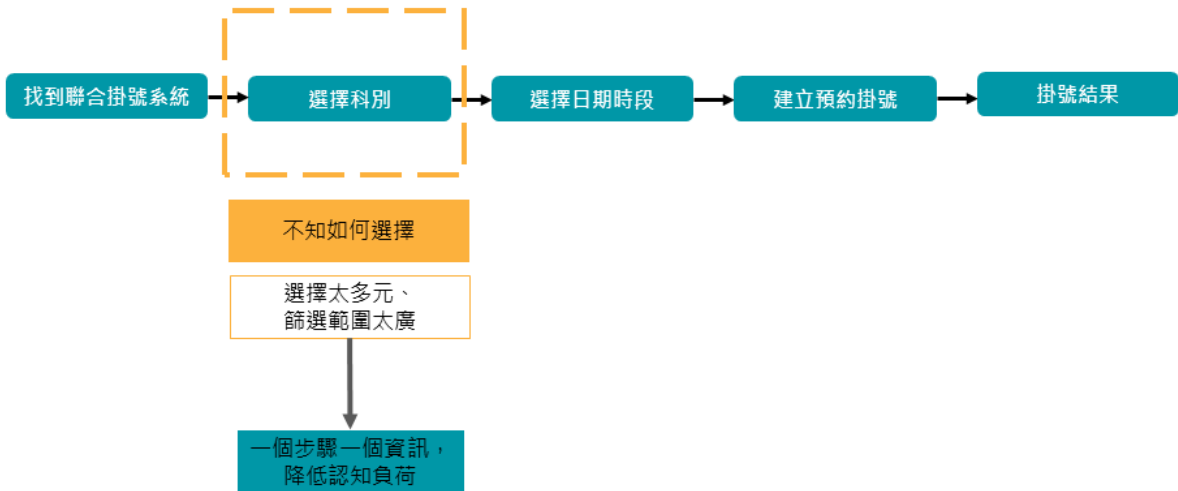 找到聯合掛號系統
選擇科別
選擇日期時段
建立預約掛號
掛號結果
不知如何選擇
選擇太多元、
篩選範圍太廣
一個步驟一個資訊，
降低認知負荷